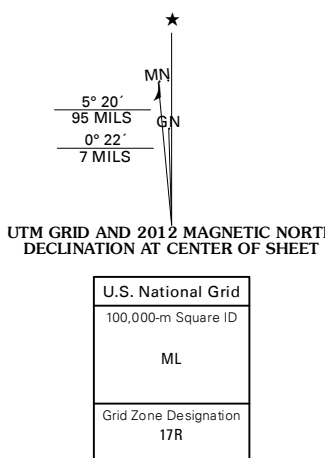 ★
MN
5° 20´
95 MILS
GN
0° 22´
7 MILS
UTM GRID AND 2012 MAGNETIC NORTH
DECLINATION AT CENTER OF SHEET
U.S. National Grid
100,000-m Square ID
ML
Grid Zone Designation
17R